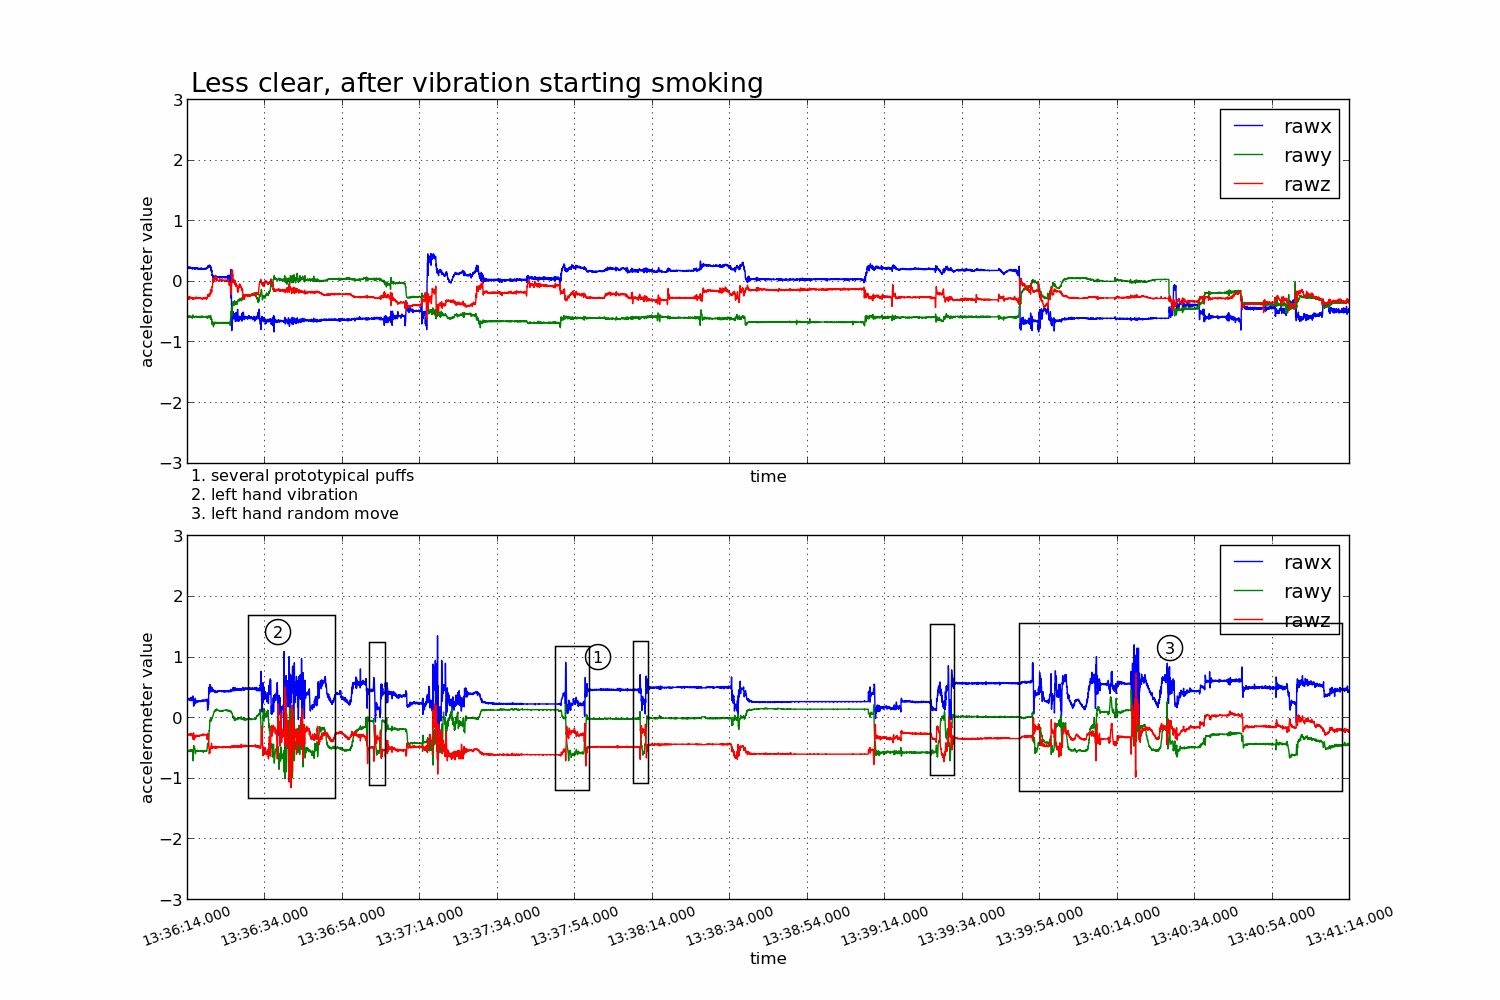 Less clear, after vibration starting smoking
3
2
1
0
−1
−2
−3
accelerometer value
rawx
rawy
rawz
time
1. several prototypical puffs
2. left hand vibration
3. left hand random move
3
2
1
0
−1
−2
−3
accelerometer value
rawx
rawy
rawz
2
1
3
13:36:14.000
13:36:34.000
13:36:54.000
13:37:14.000
13:37:34.000
13:37:54.000
13:38:14.000
13:38:34.000
13:38:54.000
13:39:14.000
13:39:34.000
13:39:54.000
13:40:14.000
13:40:34.000
13:40:54.000
13:41:14.000
time